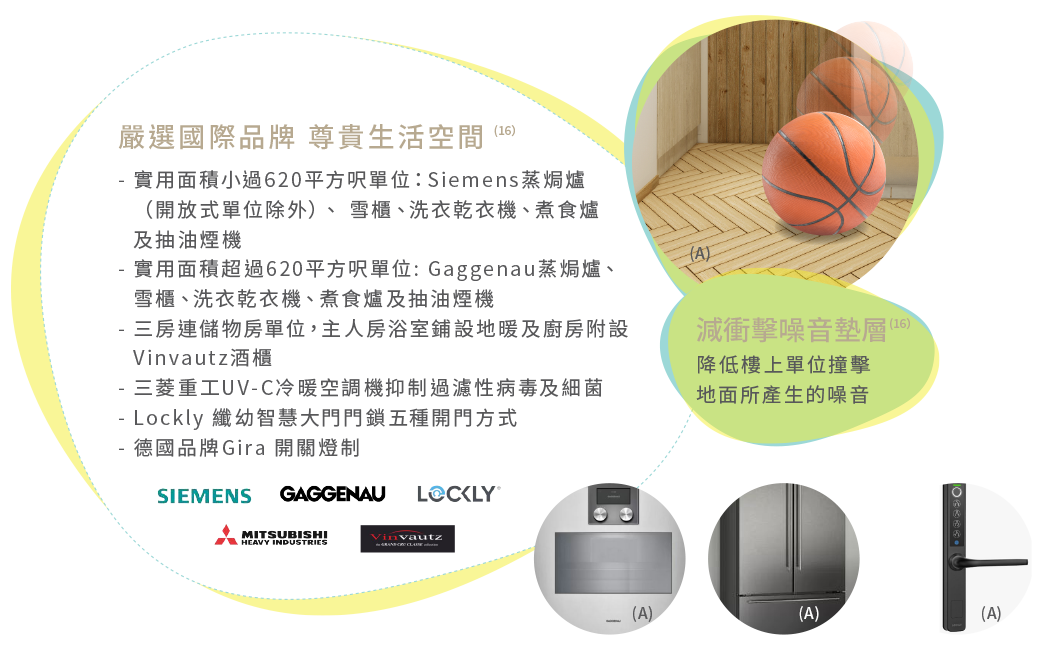 嚴選國際品牌 尊貴生活空間 (16)
- 實用面積小過620平方呎單位：Siemens蒸焗爐
（開放式單位除外）、 雪櫃、洗衣乾衣機、煮食爐
及抽油煙機
- 實用面積超過620平方呎單位: Gaggenau蒸焗爐、
雪櫃、洗衣乾衣機、煮食爐及抽油煙機
- 三房連儲物房單位，主人房浴室鋪設地暖及廚房附設
Vinvautz酒櫃
- 三菱重工UV-C冷暖空調機抑制過濾性病毒及細菌
- Lockly 纖幼智慧大門門鎖五種開門方式
- 德國品牌Gira 開關燈制
SIEMENS GAGGENAU LOCKLY
MITSUBISHI
HEAVY INDUSTRIES
Vinvautz
(A)
減衝擊噪音墊層 (16)
降低樓上單位撞擊
地面所產生的噪音
(A)
(A)
(A)